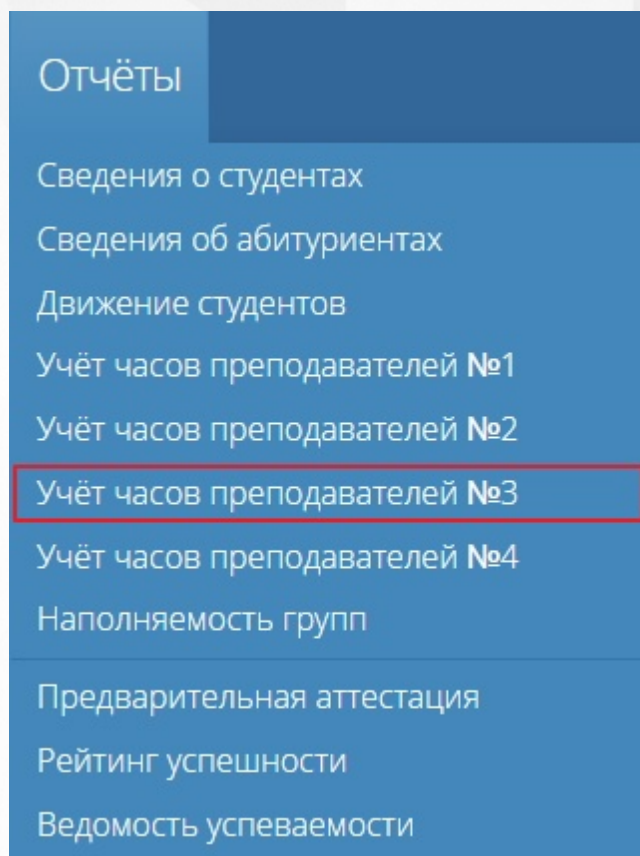 Отчёты
Сведения о студентах
Сведения об абитуриентах
Движение студентов
Учёт часов преподавателей №1
Учёт часов преподавателей №2
Учёт часов преподавателей №3
Учёт часов преподавателей №4
Наполняемость групп
Предварительная аттестация
Рейтинг успешности
Ведомость успеваемости